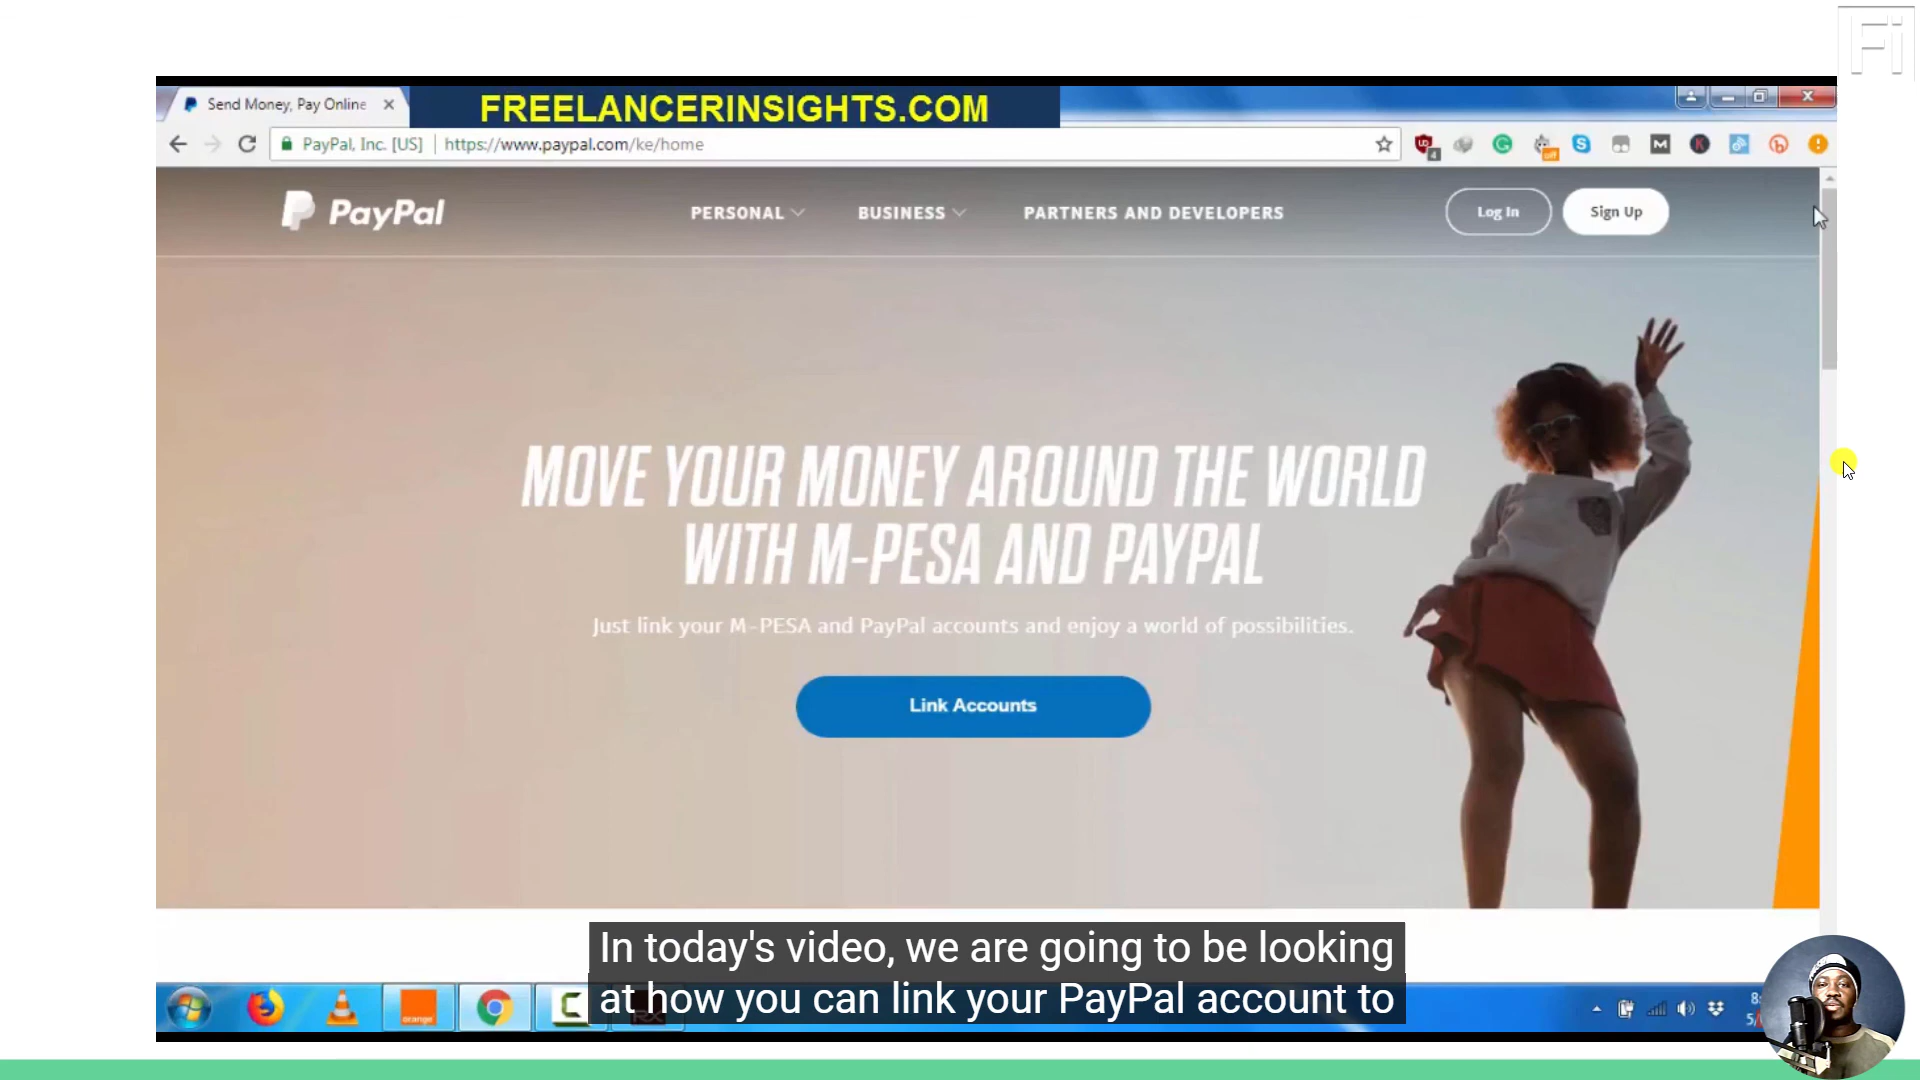 Fi
Send Money, Pay Online
FREELANCERINSIGHTS.COM
PayPal, Inc. [US]
https://www.paypal.com/ke/home
PayPal
PERSONAL
BUSINESS
PARTNERS AND DEVELOPERS
Log In
Sign Up
MOVE YOUR MONEY AROUND THE WORLD
WITH M-PESA AND PAYPAL
Just link your M-PESA and PayPal accounts and enjoy a world of possibilities.
Link Accounts
In today's video, we are going to be looking
at how you can link your PayPal account to
orange